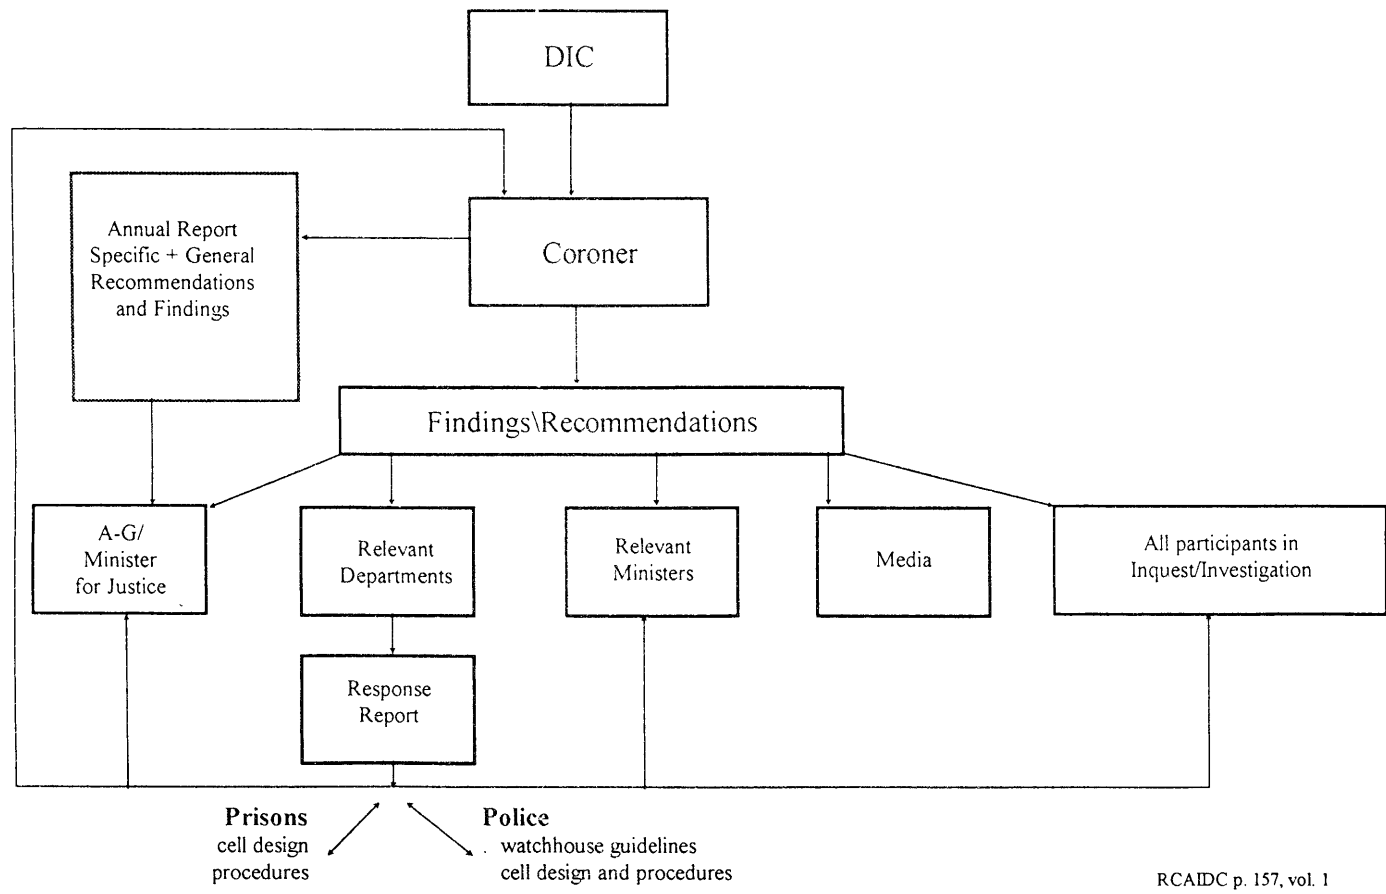 DIC
Coroner
Annual Report
Specific + General
Recommendations
and Findings
Findings\Recommendations
A-G/
Minister
for Justice
Relevant
Departments
Relevant
Ministers
Media
All participants in
Inquest/Investigation
Response
Report
Prisons
cell design
procedures
Police
watchhouse guidelines
cell design and procedures
RCAIDC p. 157, vol. 1